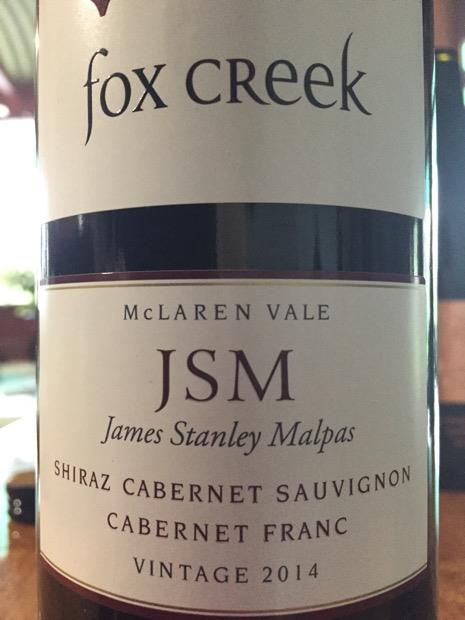 fox creek
McLAREN VALE
JSM
James Stanley Malpas
SHIRAZ CABERNET SAUVIGNON
CABERNET FRANC
VINTAGE 2014